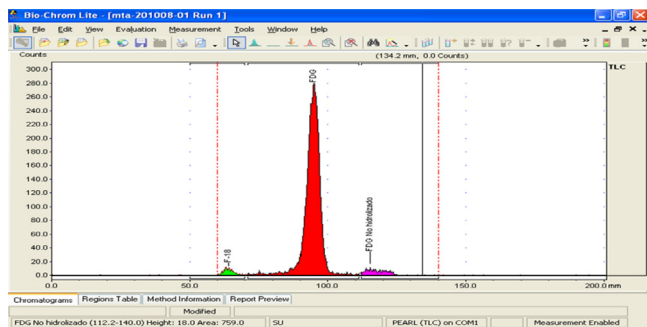 Bio-Chrom Lite - [mta-201008-01 Run 1]
File Edit View Evaluation Measurement Tools Window Help
Counts
(134.2 mm, 0.0 Counts)
TLC
300.0
280.0
260.0
240.0
220.0
200.0
180.0
160.0
140.0
120.0
100.0
80.0
60.0
40.0
20.0
0.0
F-18
FDG
FDG No hidrolizado
0.0 50.0 100.0 150.0 200.0 mm
Chromatograms Regions Table Method Information Report Preview
Modified
FDG No hidrolizado (112.2-140.0) Height: 18.0 Area: 759.0 SU PEARL (TLC) on COM1 Measurement Enabled